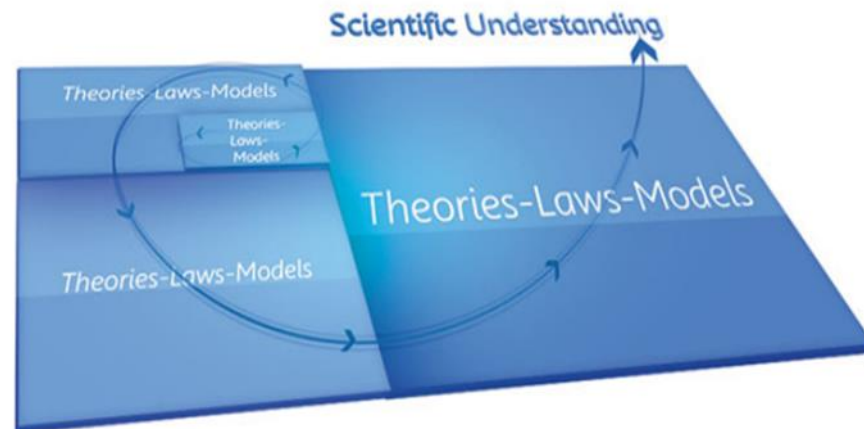 Scientific Understanding
Theories-Laws-Models
Theories-
Laws-
Models
Theories-Laws-Models
Theories-Laws-Models